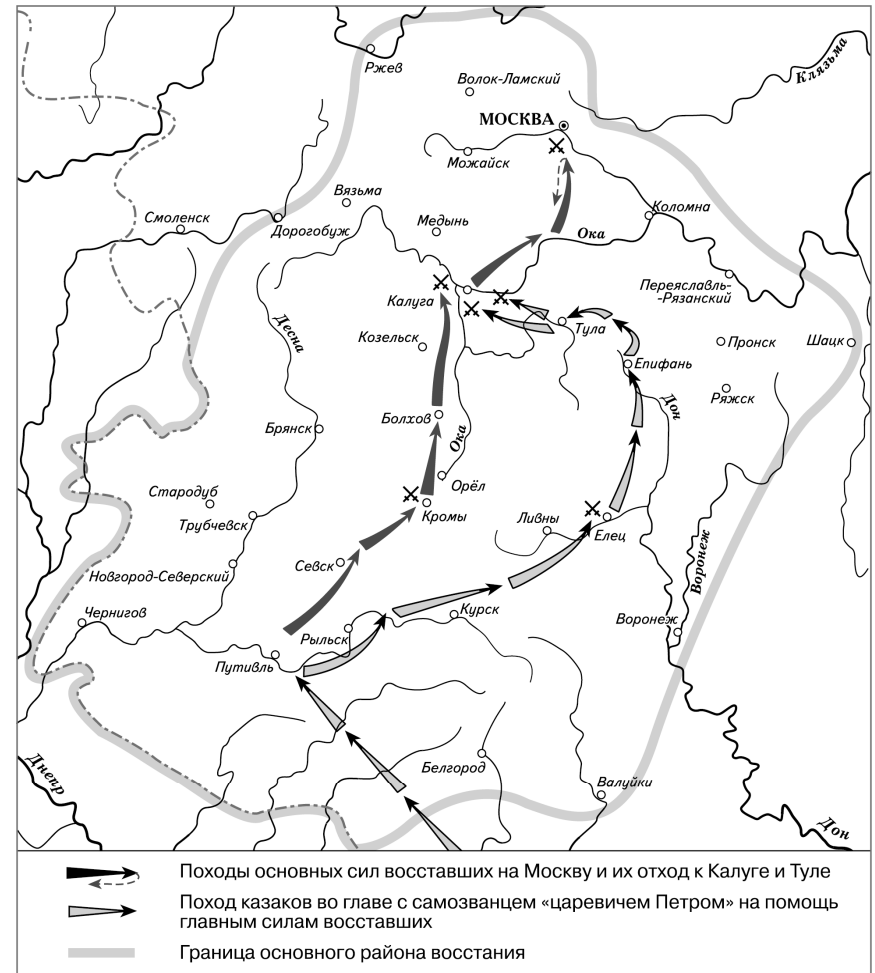 Ржев
Клязьма
Волок-Ламский
МОСКВА
Можайск
Вязьма
Смоленск
Дорогобуж
Медынь
Коломна
Ока
Переяславль-
-Рязанский
Калуга
Тула
Десна
Козельск
Пронск
Шацк
Епифань
Ряжск
Дон
Болхов
Брянск
Ока
Орёл
Стародуб
Кромы
Трубчевск
Ливны
Елец
Севск
Воронеж
Новгород-Северский
Чернигов
Курск
Воронеж
Рыльск
Путивль
Белгород
Валуйки
Днепр
Дон
Походы основных сил восставших на Москву и их отход к Калуге и Туле
Поход казаков во главе с самозванцем «царевичем Петром» на помощь
главным силам восставших
Граница основного района восстания